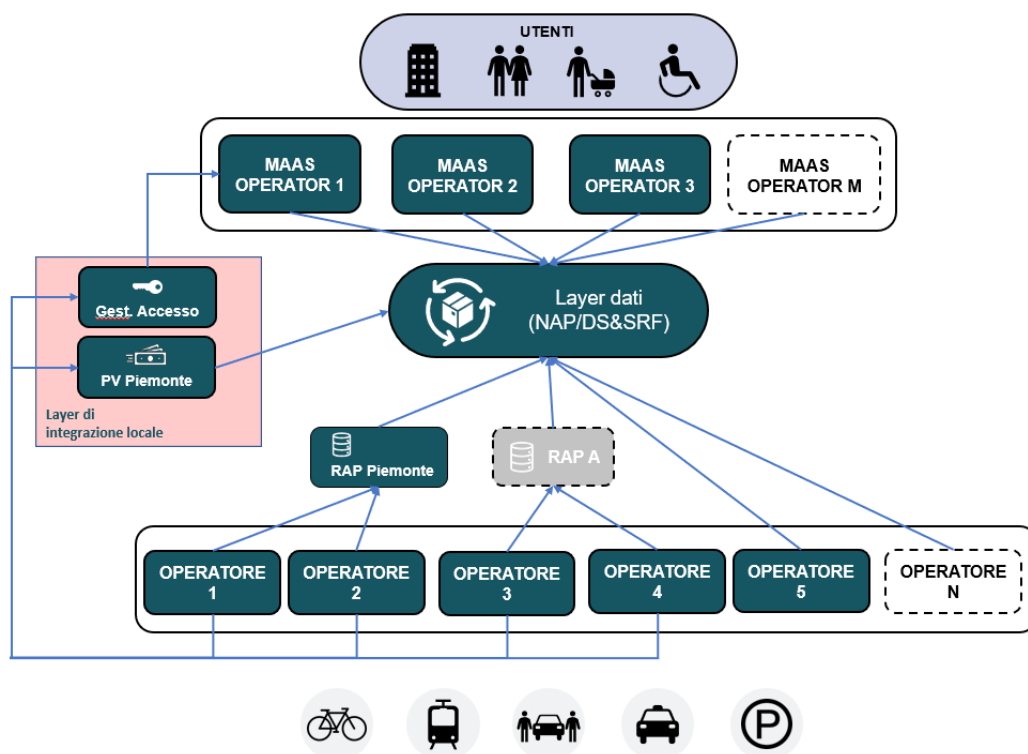 UTENTI
MAAS
OPERATOR 1
MAAS
OPERATOR 2
MAAS
OPERATOR 3
MAAS
OPERATOR M
Gest. Accesso
PV Piemonte
Layer di
integrazione locale
Layer dati
(NAP/DS&SRF)
RAP Piemonte
RAP A
OPERATORE
1
OPERATORE
2
OPERATORE
3
OPERATORE
4
OPERATORE
5
OPERATORE
N
P